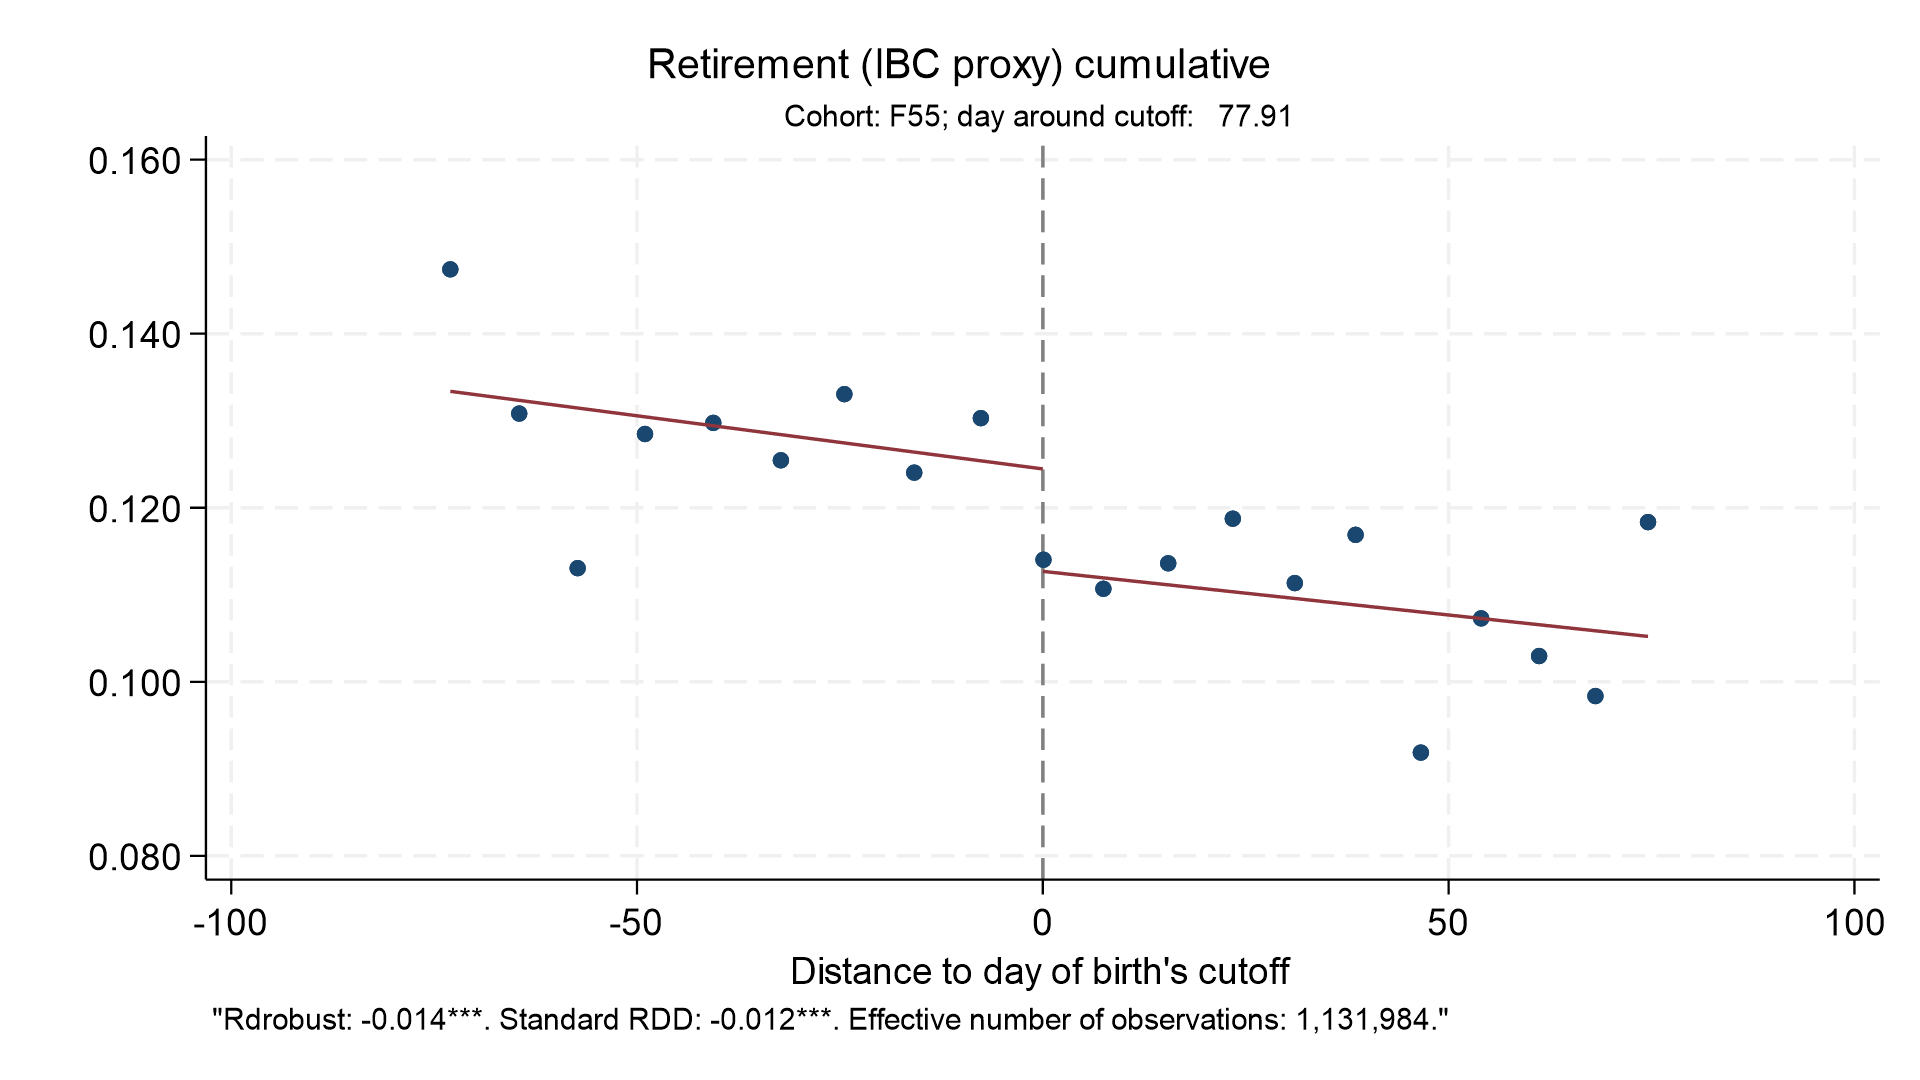 Retirement (IBC proxy) cumulative
Cohort: F55; day around cutoff: 77.91
0.160
0.140
0.120
0.100
0.080
-100 -50 0 50 100
Distance to day of birth's cutoff
"Rdrobust: -0.014***. Standard RDD: -0.012***. Effective number of observations: 1,131,984."